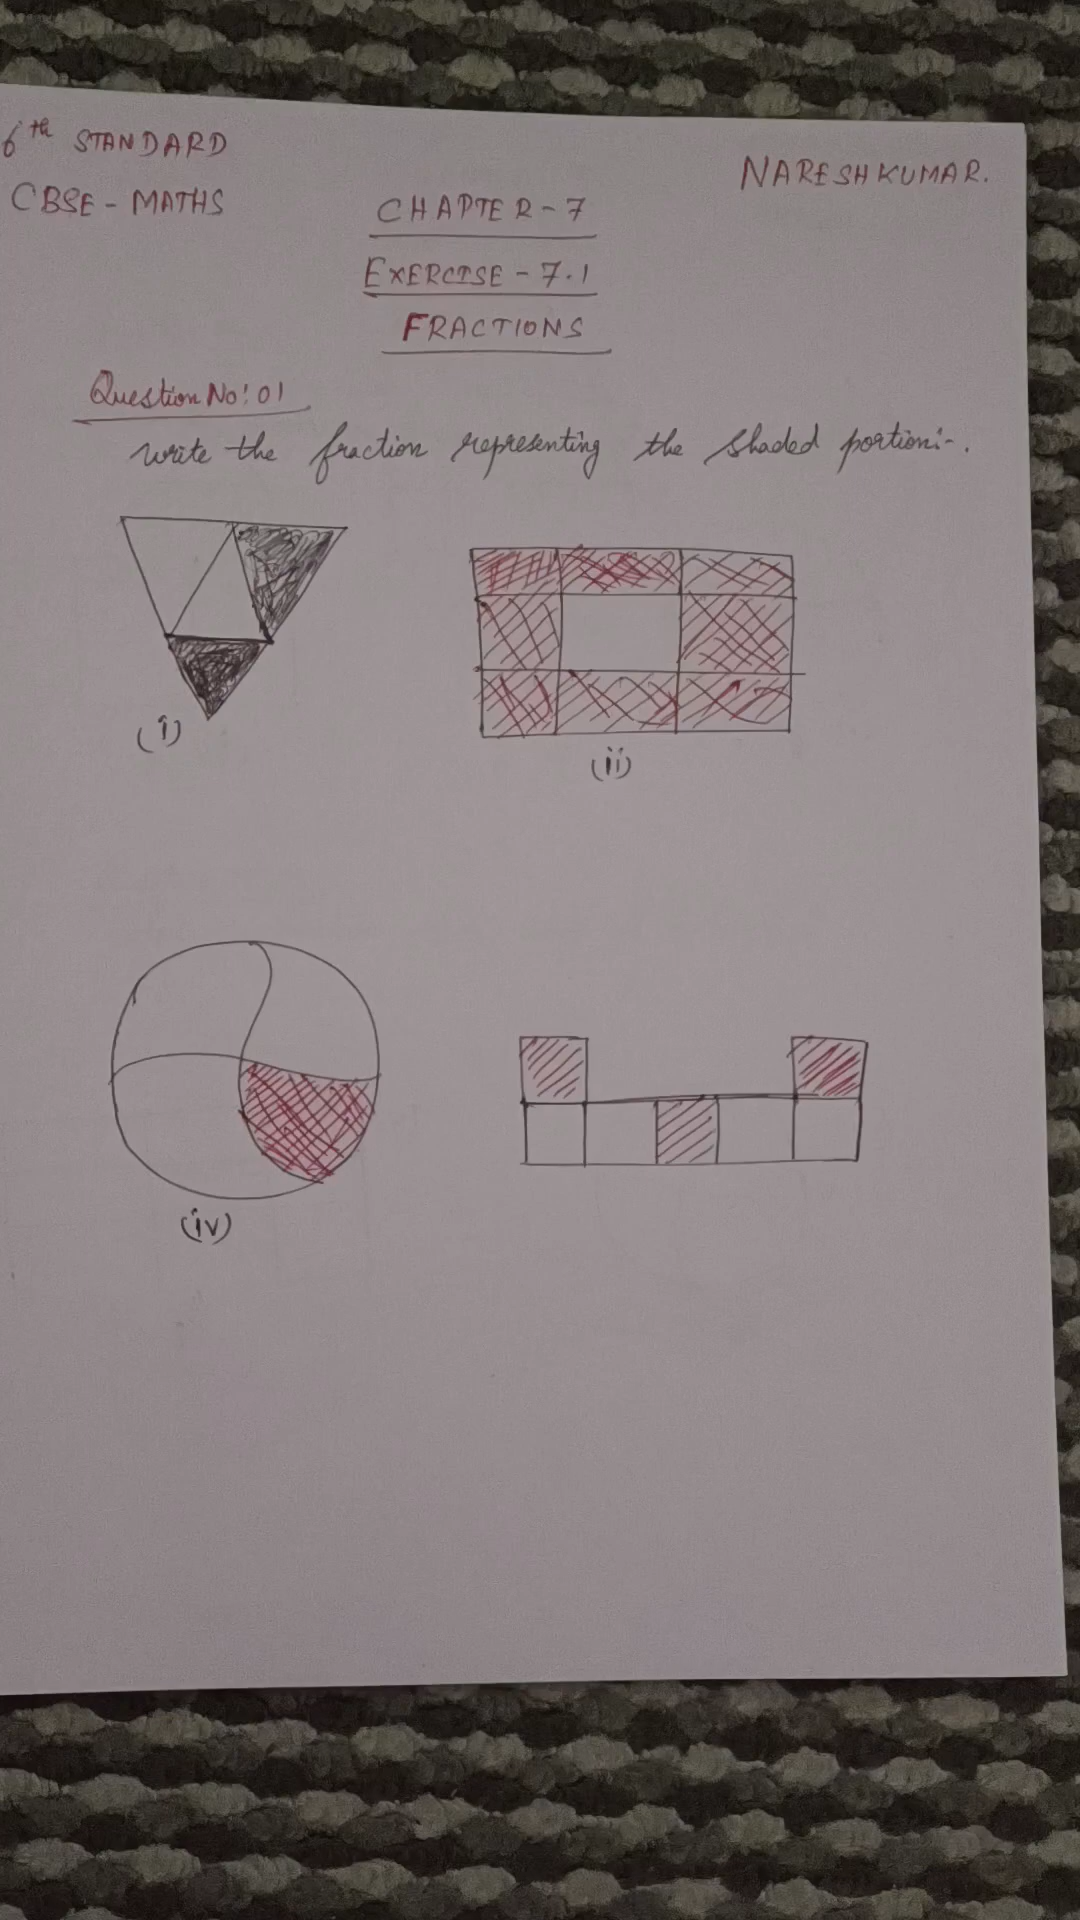 6th STANDARD
CBSE - MATHS
NARESH KUMAR.
CHAPTER - 7
EXERCISE - 7.1
FRACTIONS
Question No: 01
write the fraction representing the shaded portion:-.
(i)
(ii)
(iv)